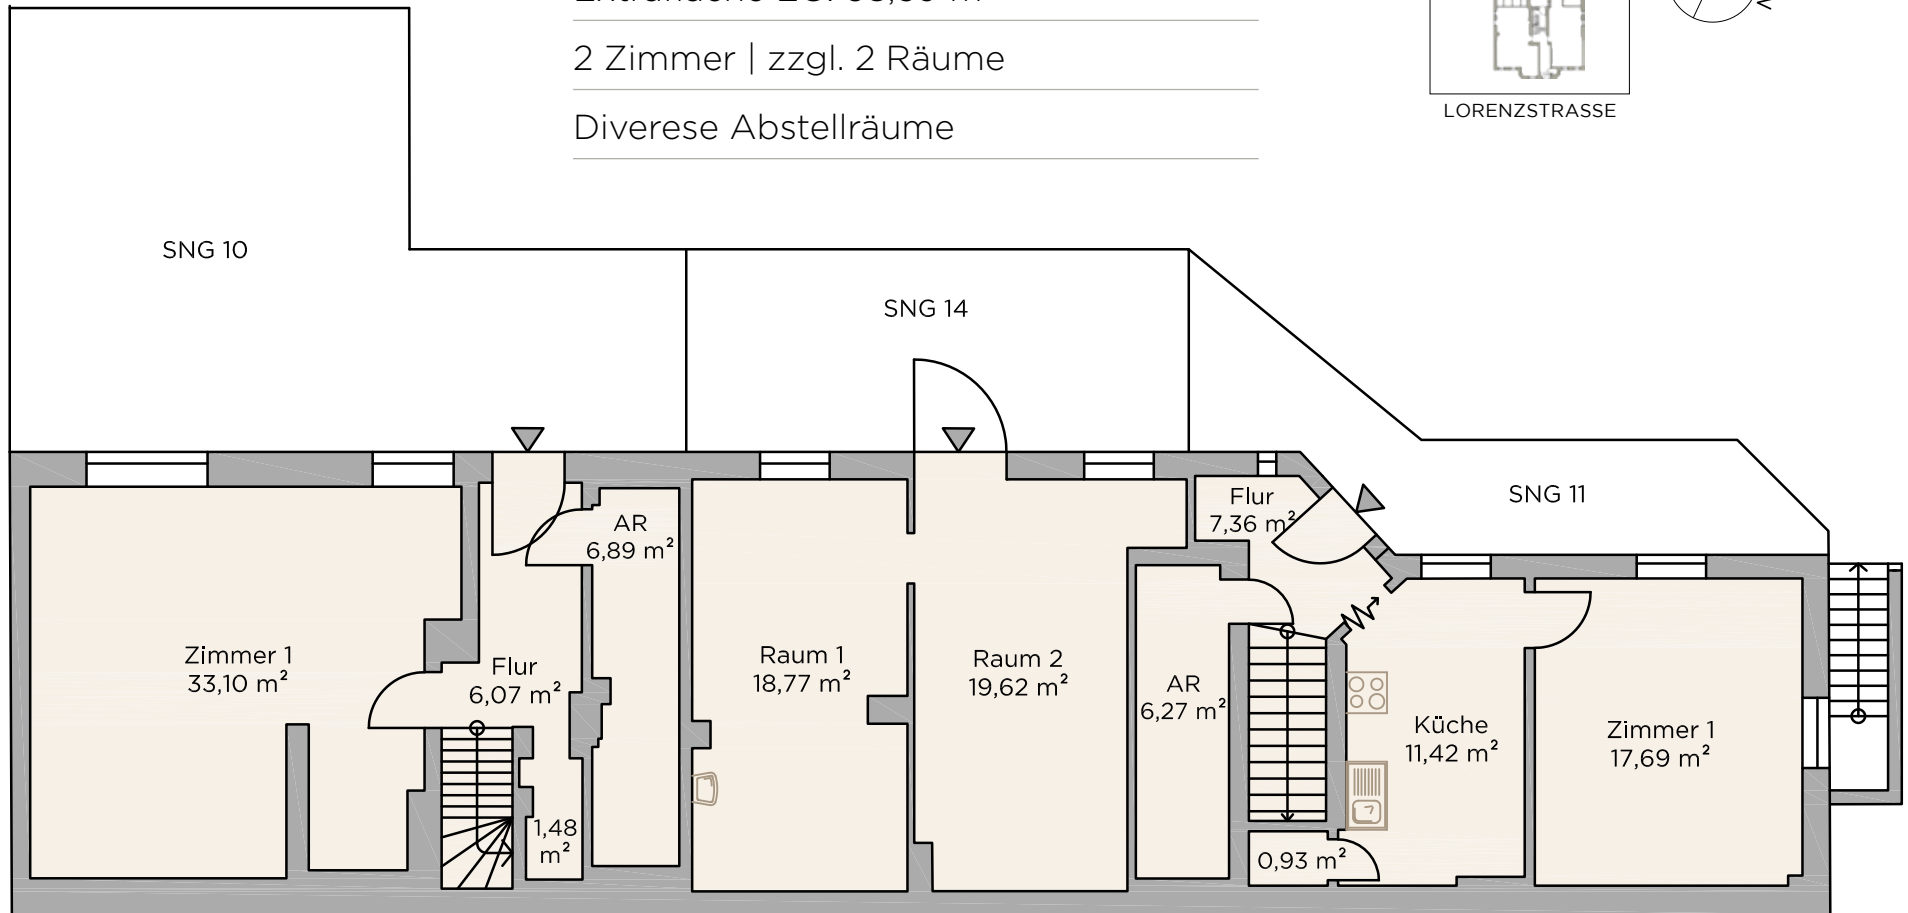 2 Zimmer | zzgl. 2 Räume
Diverese Abstellräume
LORENZSTRASSE
SNG 10
SNG 14
SNG 11
Zimmer 1
33,10 m²
Flur
6,07 m²
1,48
m²
AR
6,89 m²
Raum 1
18,77 m²
Raum 2
19,62 m²
AR
6,27 m²
Flur
7,36 m²
0,93 m²
Küche
11,42 m²
Zimmer 1
17,69 m²